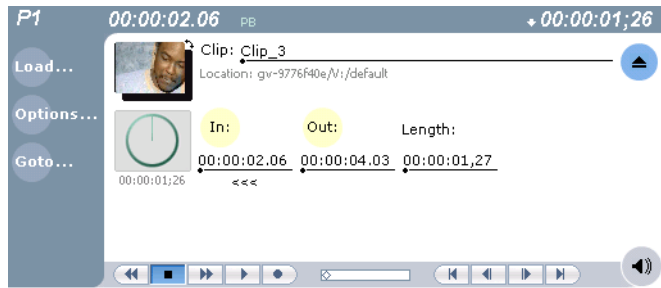 P1 00:00:02.06 PB 00:00:01;26
Load...
Options...
Goto...
Clip: Clip_3
Location: gv-9776f40e/V:/default
In: Out: Length:
00:00:02.06 00:00:04.03 00:00:01,27
00:00:01;26 <<<